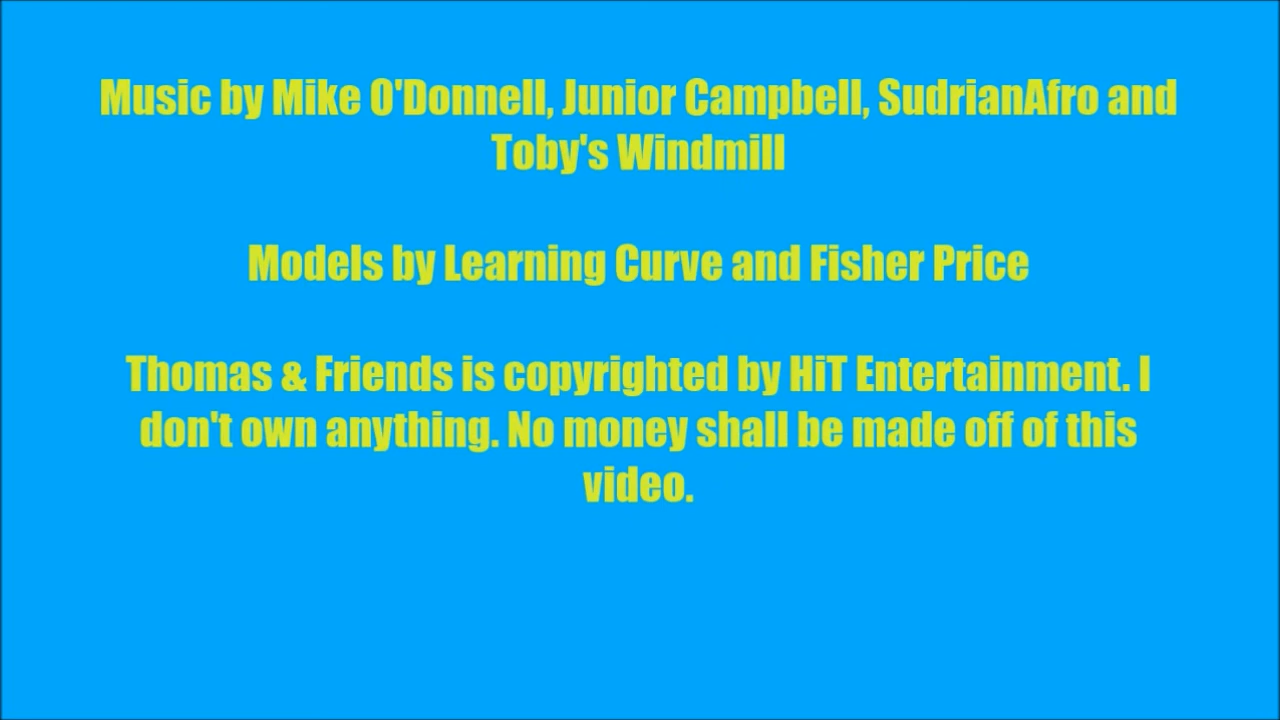 Music by Mike O'Donnell, Junior Campbell, SudrianAfro and
Toby's Windmill
Models by Learning Curve and Fisher Price
Thomas & Friends is copyrighted by HiT Entertainment. I
don't own anything. No money shall be made off of this
video.